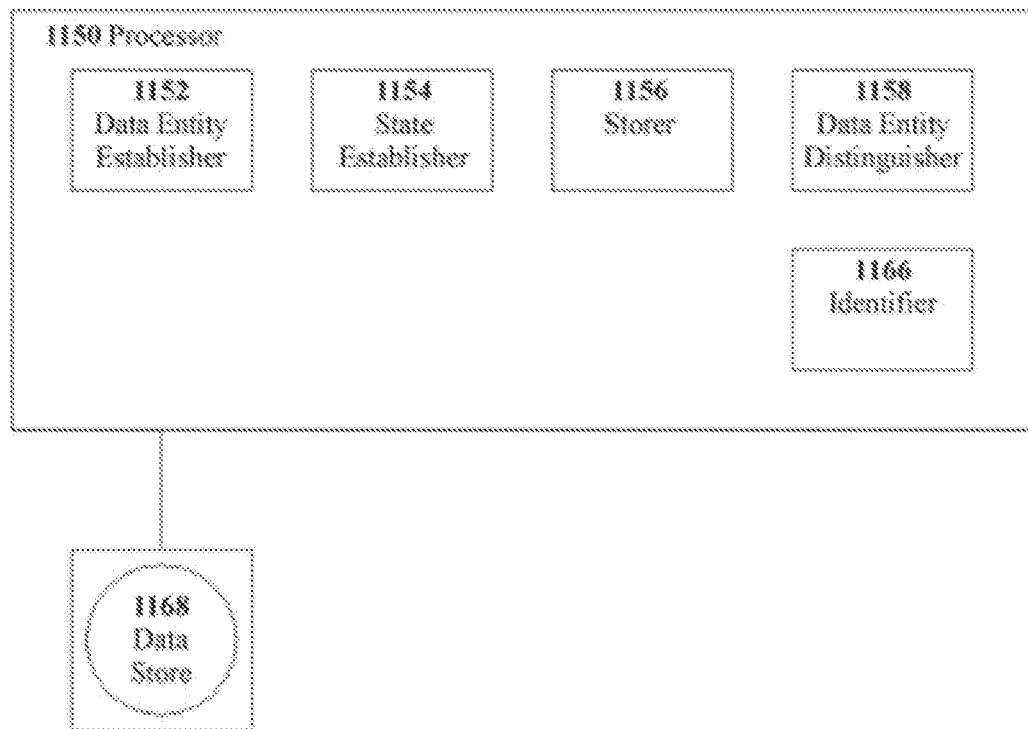 1150 Processor
1152
Data Entity
Establisher
1154
State
Establisher
1156
Storer
1158
Data Entity
Distinguisher
1166
Identifier
1168
Data
Store